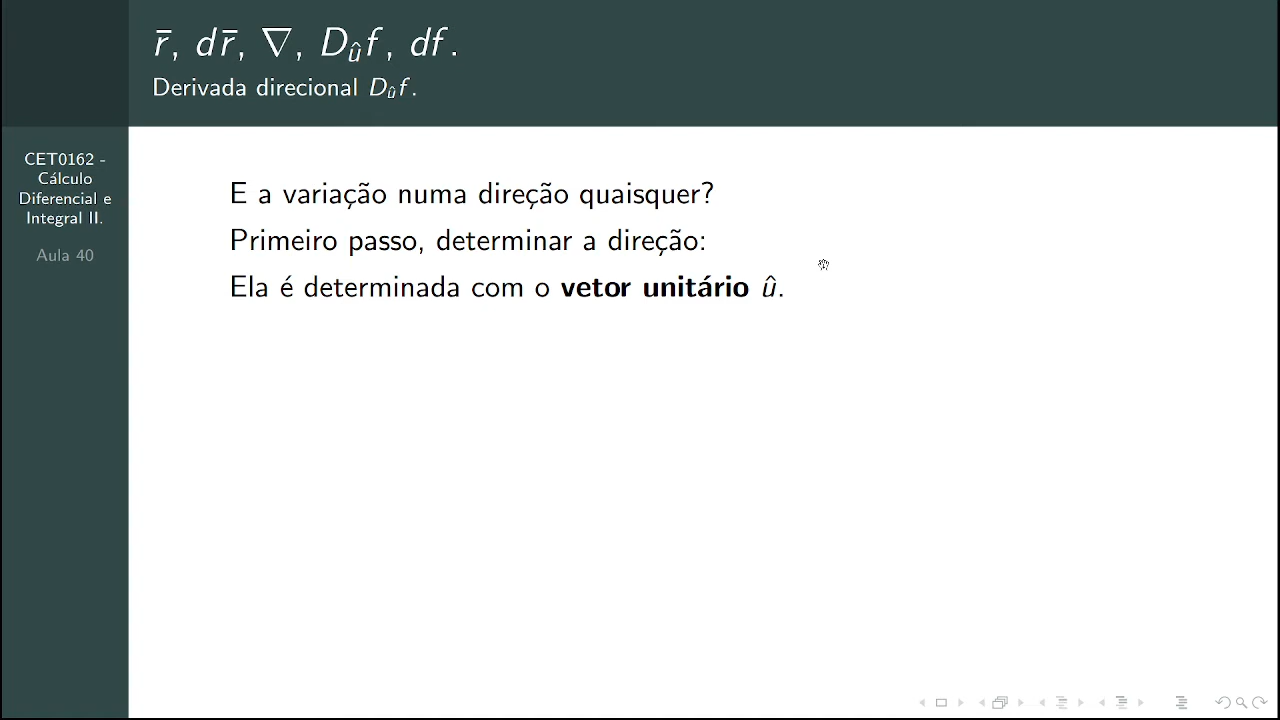 r̄, dr̄, ∇, D_û f, df.
Derivada direcional D_û f.
CET0162 -
Cálculo
Diferencial e
Integral II.
Aula 40
E a variação numa direção quaisquer?
Primeiro passo, determinar a direção:
Ela é determinada com o vetor unitário û.